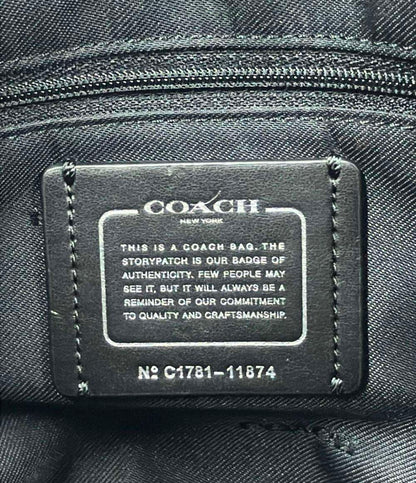 COACH
NEW YORK
THIS IS A COACH BAG. THE
STORYPATCH IS OUR BADGE OF
AUTHENTICITY. FEW PEOPLE MAY
SEE IT, BUT IT WILL ALWAYS BE A
REMINDER OF OUR COMMITMENT
TO QUALITY AND CRAFTSMANSHIP.
Nº C1781-11874
COACH